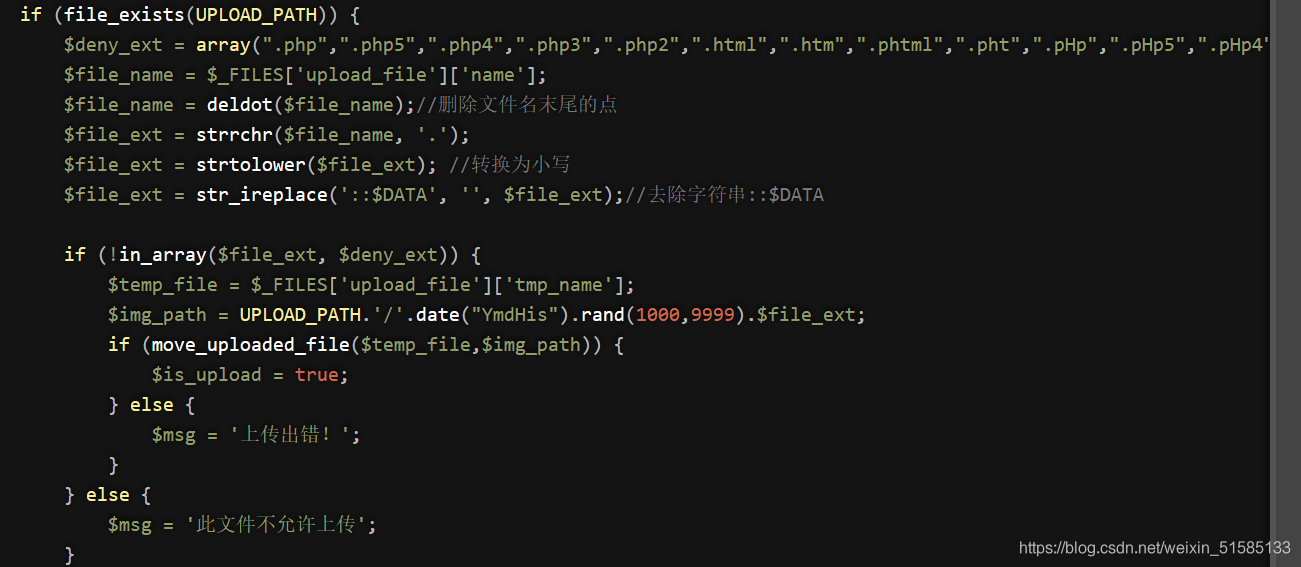 if (file_exists(UPLOAD_PATH)) {
$deny_ext = array(".php",".php5",".php4",".php3",".php2",".html",".htm",".phtml",".pht",".pHp",".pHp5",".pHp4"
$file_name = $_FILES['upload_file']['name'];
$file_name = deldot($file_name);//删除文件名末尾的点
$file_ext = strrchr($file_name, '.');
$file_ext = strtolower($file_ext); //转换为小写
$file_ext = str_ireplace('::$DATA', '', $file_ext);//去除字符串::$DATA
if (!in_array($file_ext, $deny_ext)) {
$temp_file = $_FILES['upload_file']['tmp_name'];
$img_path = UPLOAD_PATH.'/'.date("YmdHis").rand(1000,9999).$file_ext;
if (move_uploaded_file($temp_file,$img_path)) {
$is_upload = true;
} else {
$msg = '上传出错！';
}
} else {
$msg = '此文件不允许上传';
}
https://blog.csdn.net/weixin_51585133